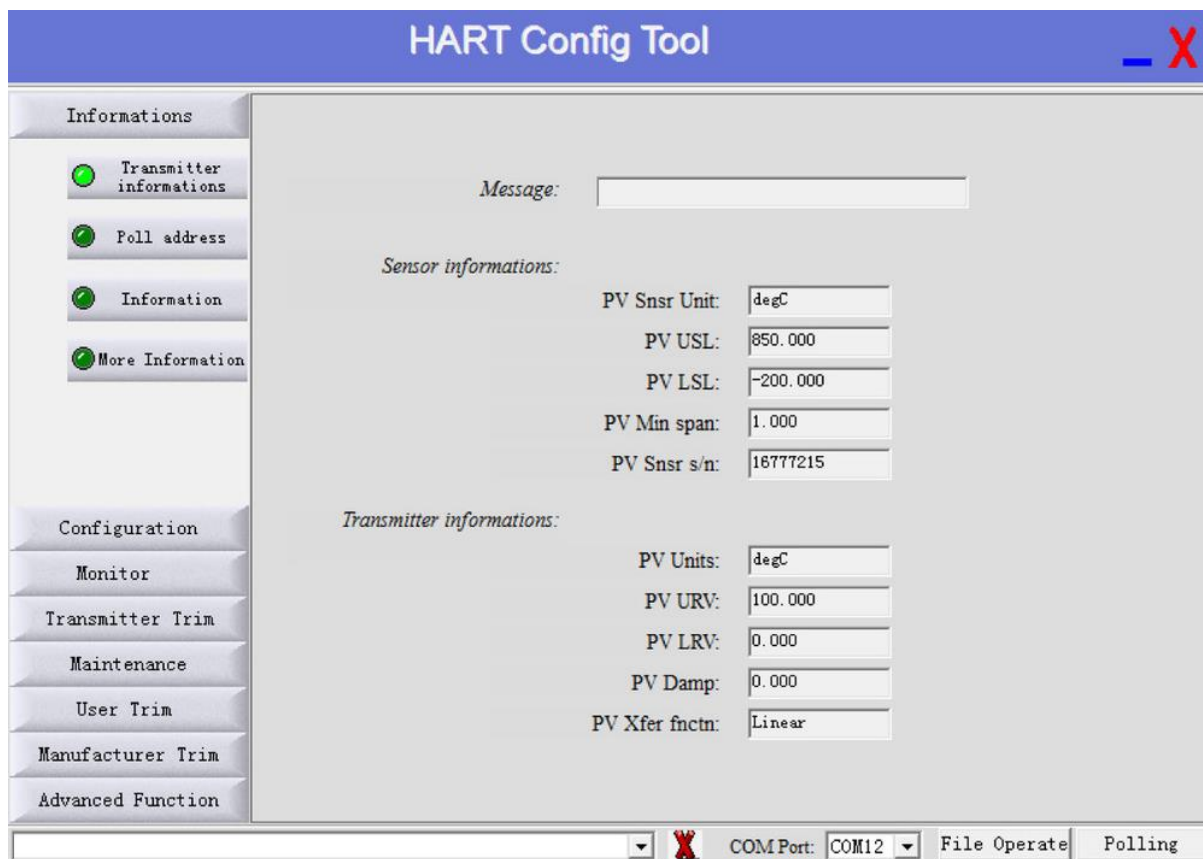 HART Config Tool
X
Informations
Transmitter
informations
Poll address
Information
More Information
Configuration
Monitor
Transmitter Trim
Maintenance
User Trim
Manufacturer Trim
Advanced Function
Message:
Sensor informations:
PV Snsr Unit: degC
PV USL: 850.000
PV LSL: -200.000
PV Min span: 1.000
PV Snsr s/n: 16777215
Transmitter informations:
PV Units: degC
PV URV: 100.000
PV LRV: 0.000
PV Damp: 0.000
PV Xfer fnctn: Linear
COM Port: COM12 File Operate Polling